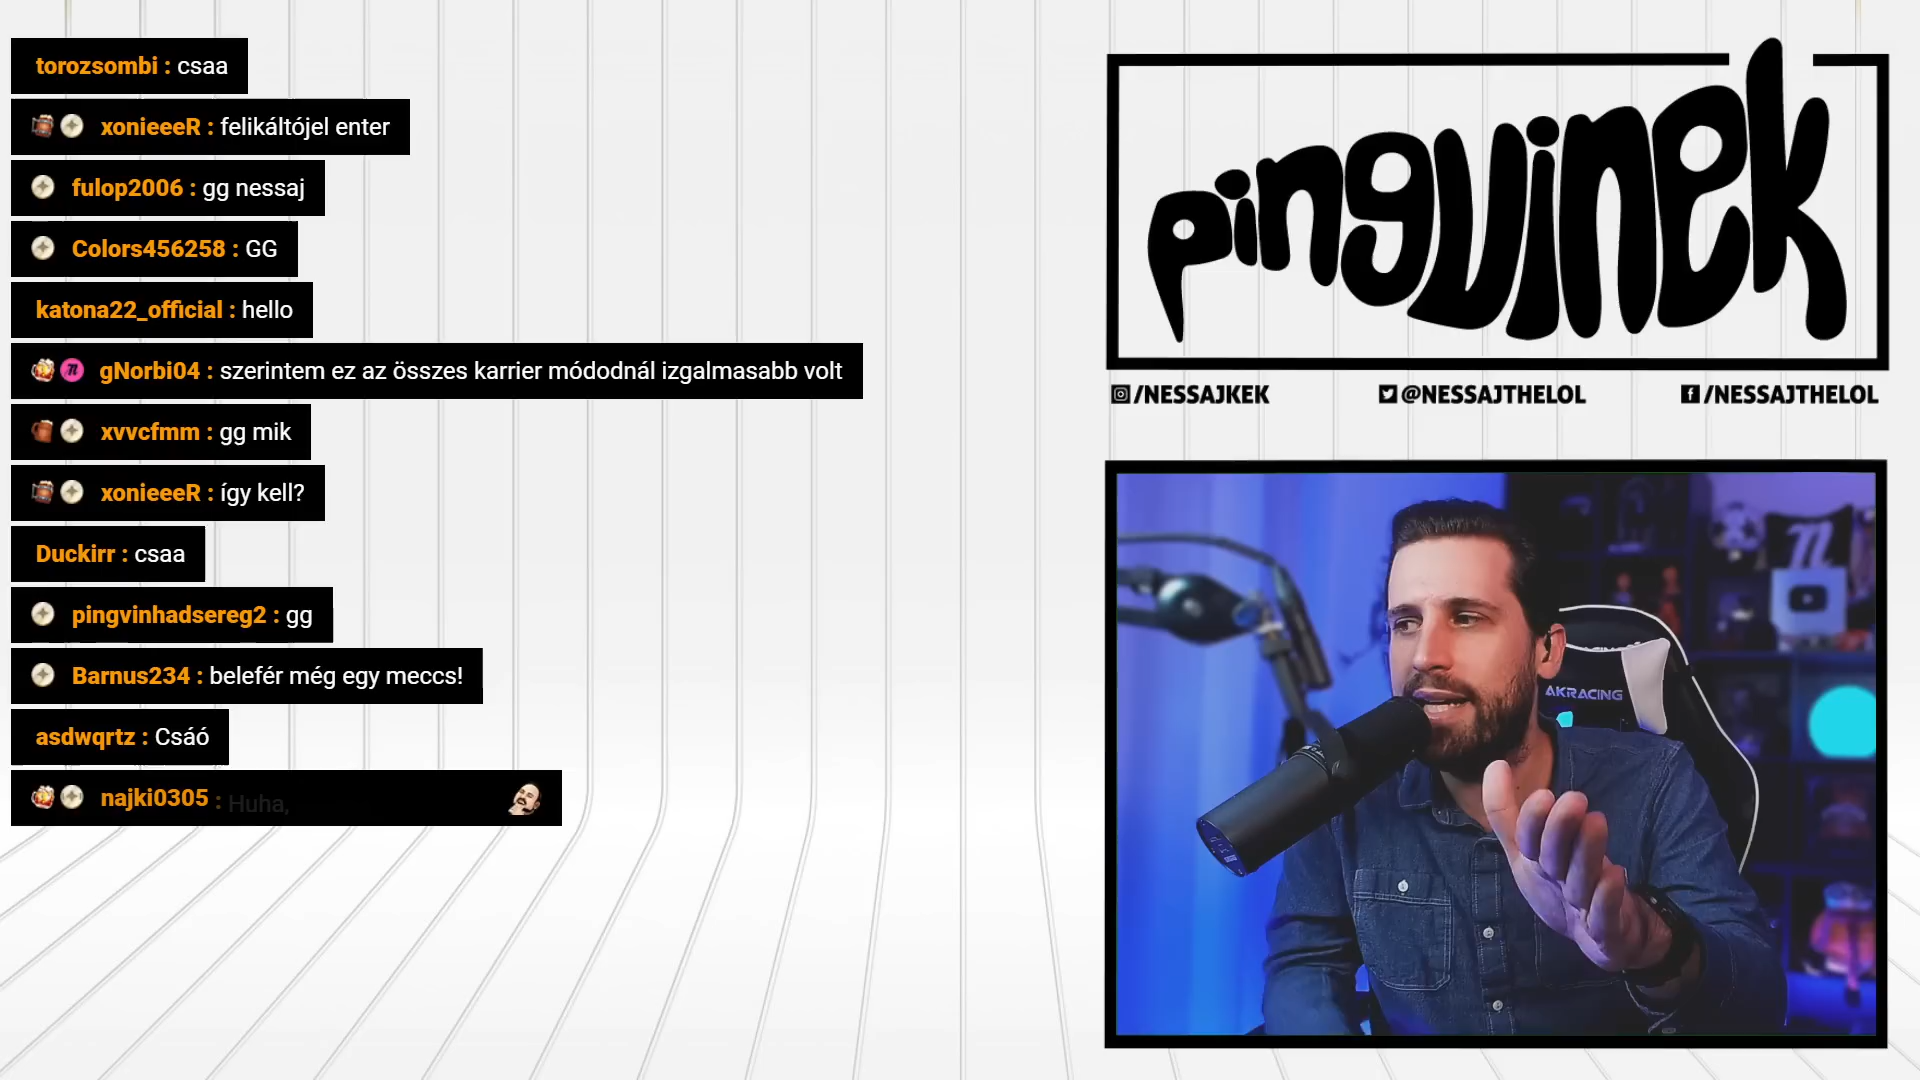 torozsombi : csaa
xonieeeR : felikáltójel enter
fulop2006 : gg nessaj
Colors456258 : GG
katona22_official : hello
gNorbi04 : szerintem ez az összes karrier módodnál izgalmasabb volt
xvvcfmm : gg mik
xonieeeR : így kell?
Duckirr : csaa
pingvinhadsereg2 : gg
Barnus234 : belefér még egy meccs!
asdwqrtz : Csáó
najki0305 : Huha,
pingvinek
/NESSAJKEK @NESSAJTHELOL /NESSAJTHELOL
AKRACING